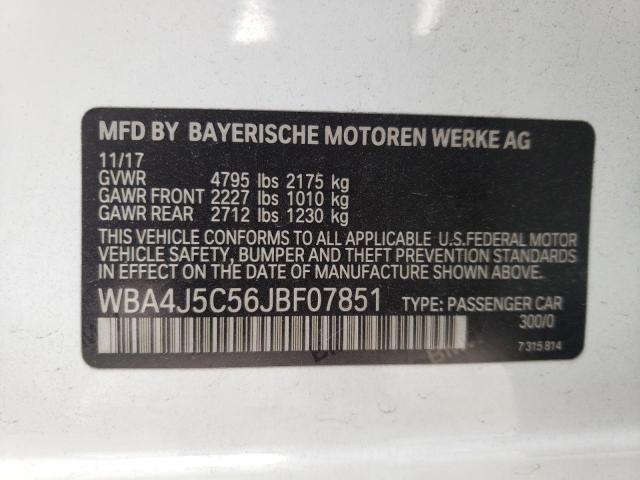 MFD BY BAYERISCHE MOTOREN WERKE AG
11/17
GVWR 4795 lbs 2175 kg
GAWR FRONT 2227 lbs 1010 kg
GAWR REAR 2712 lbs 1230 kg
THIS VEHICLE CONFORMS TO ALL APPLICABLE U.S.FEDERAL MOTOR
VEHICLE SAFETY, BUMPER AND THEFT PREVENTION STANDARDS
IN EFFECT ON THE DATE OF MANUFACTURE SHOWN ABOVE.
WBA4J5C56JBF07851 TYPE: PASSENGER CAR
300/0
7 315 814